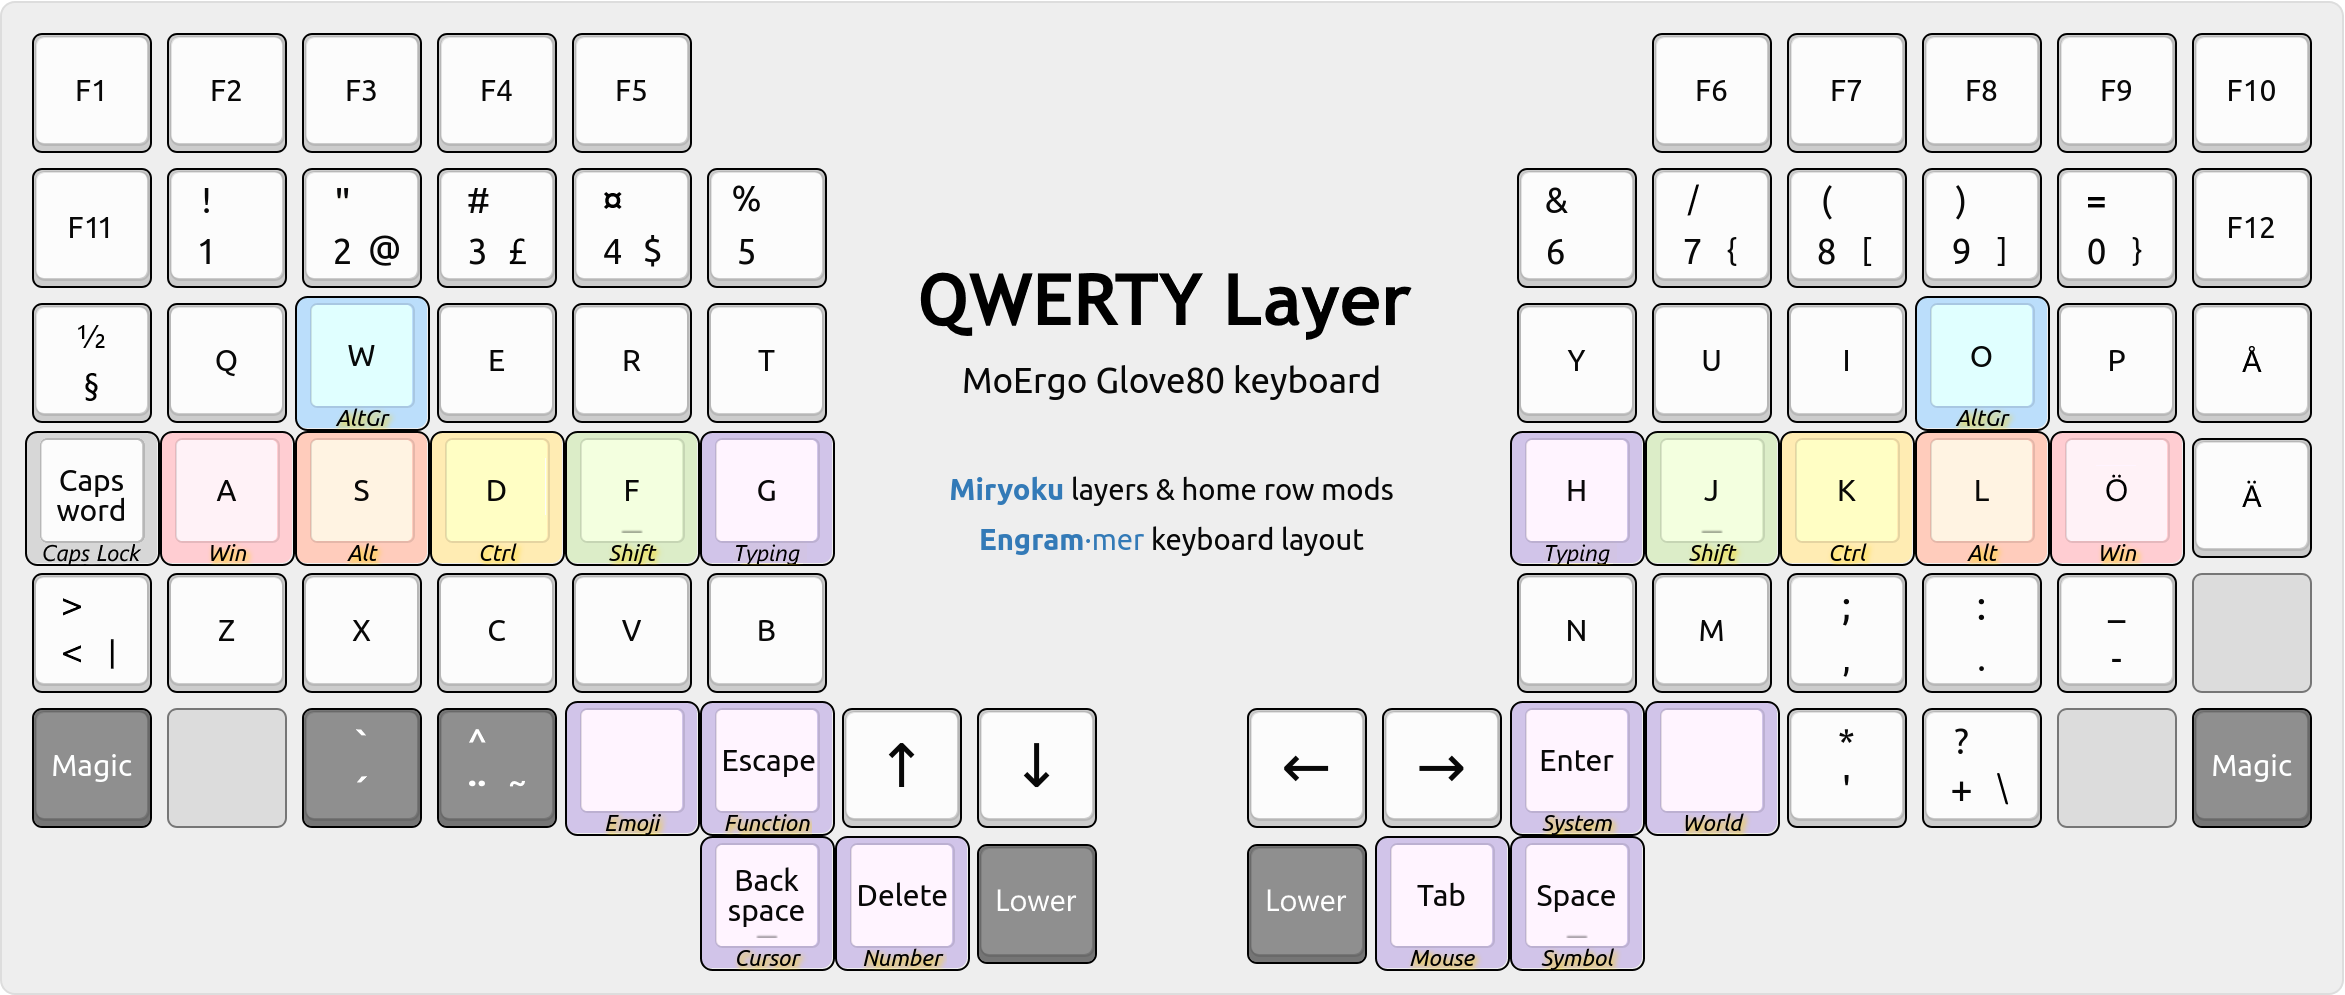 F1 F2 F3 F4 F5 F6 F7 F8 F9 F10
! " # ¤ % & / ( ) =
F11 1 2 @ 3 £ 4 $ 5 6 7 { 8 [ 9 ] 0 } F12
QWERTY Layer
MoErgo Glove80 keyboard
½
§ Q W E R T Y U I O P Å
AltGr AltGr
Miryoku layers & home row mods
Engram·mer keyboard layout
Caps
word A S D F G H J K L Ö Ä
Caps Lock Win Alt Ctrl Shift Typing Typing Shift Ctrl Alt Win
> ; : _
< | Z X C V B N M , . -
` ^ * ?
Magic ´ ¨ ~ Escape ↑ ↓ ← → Enter ' + \ Magic
Emoji Function System World
Back
space Delete Lower Lower Tab Space
Cursor Number Mouse Symbol